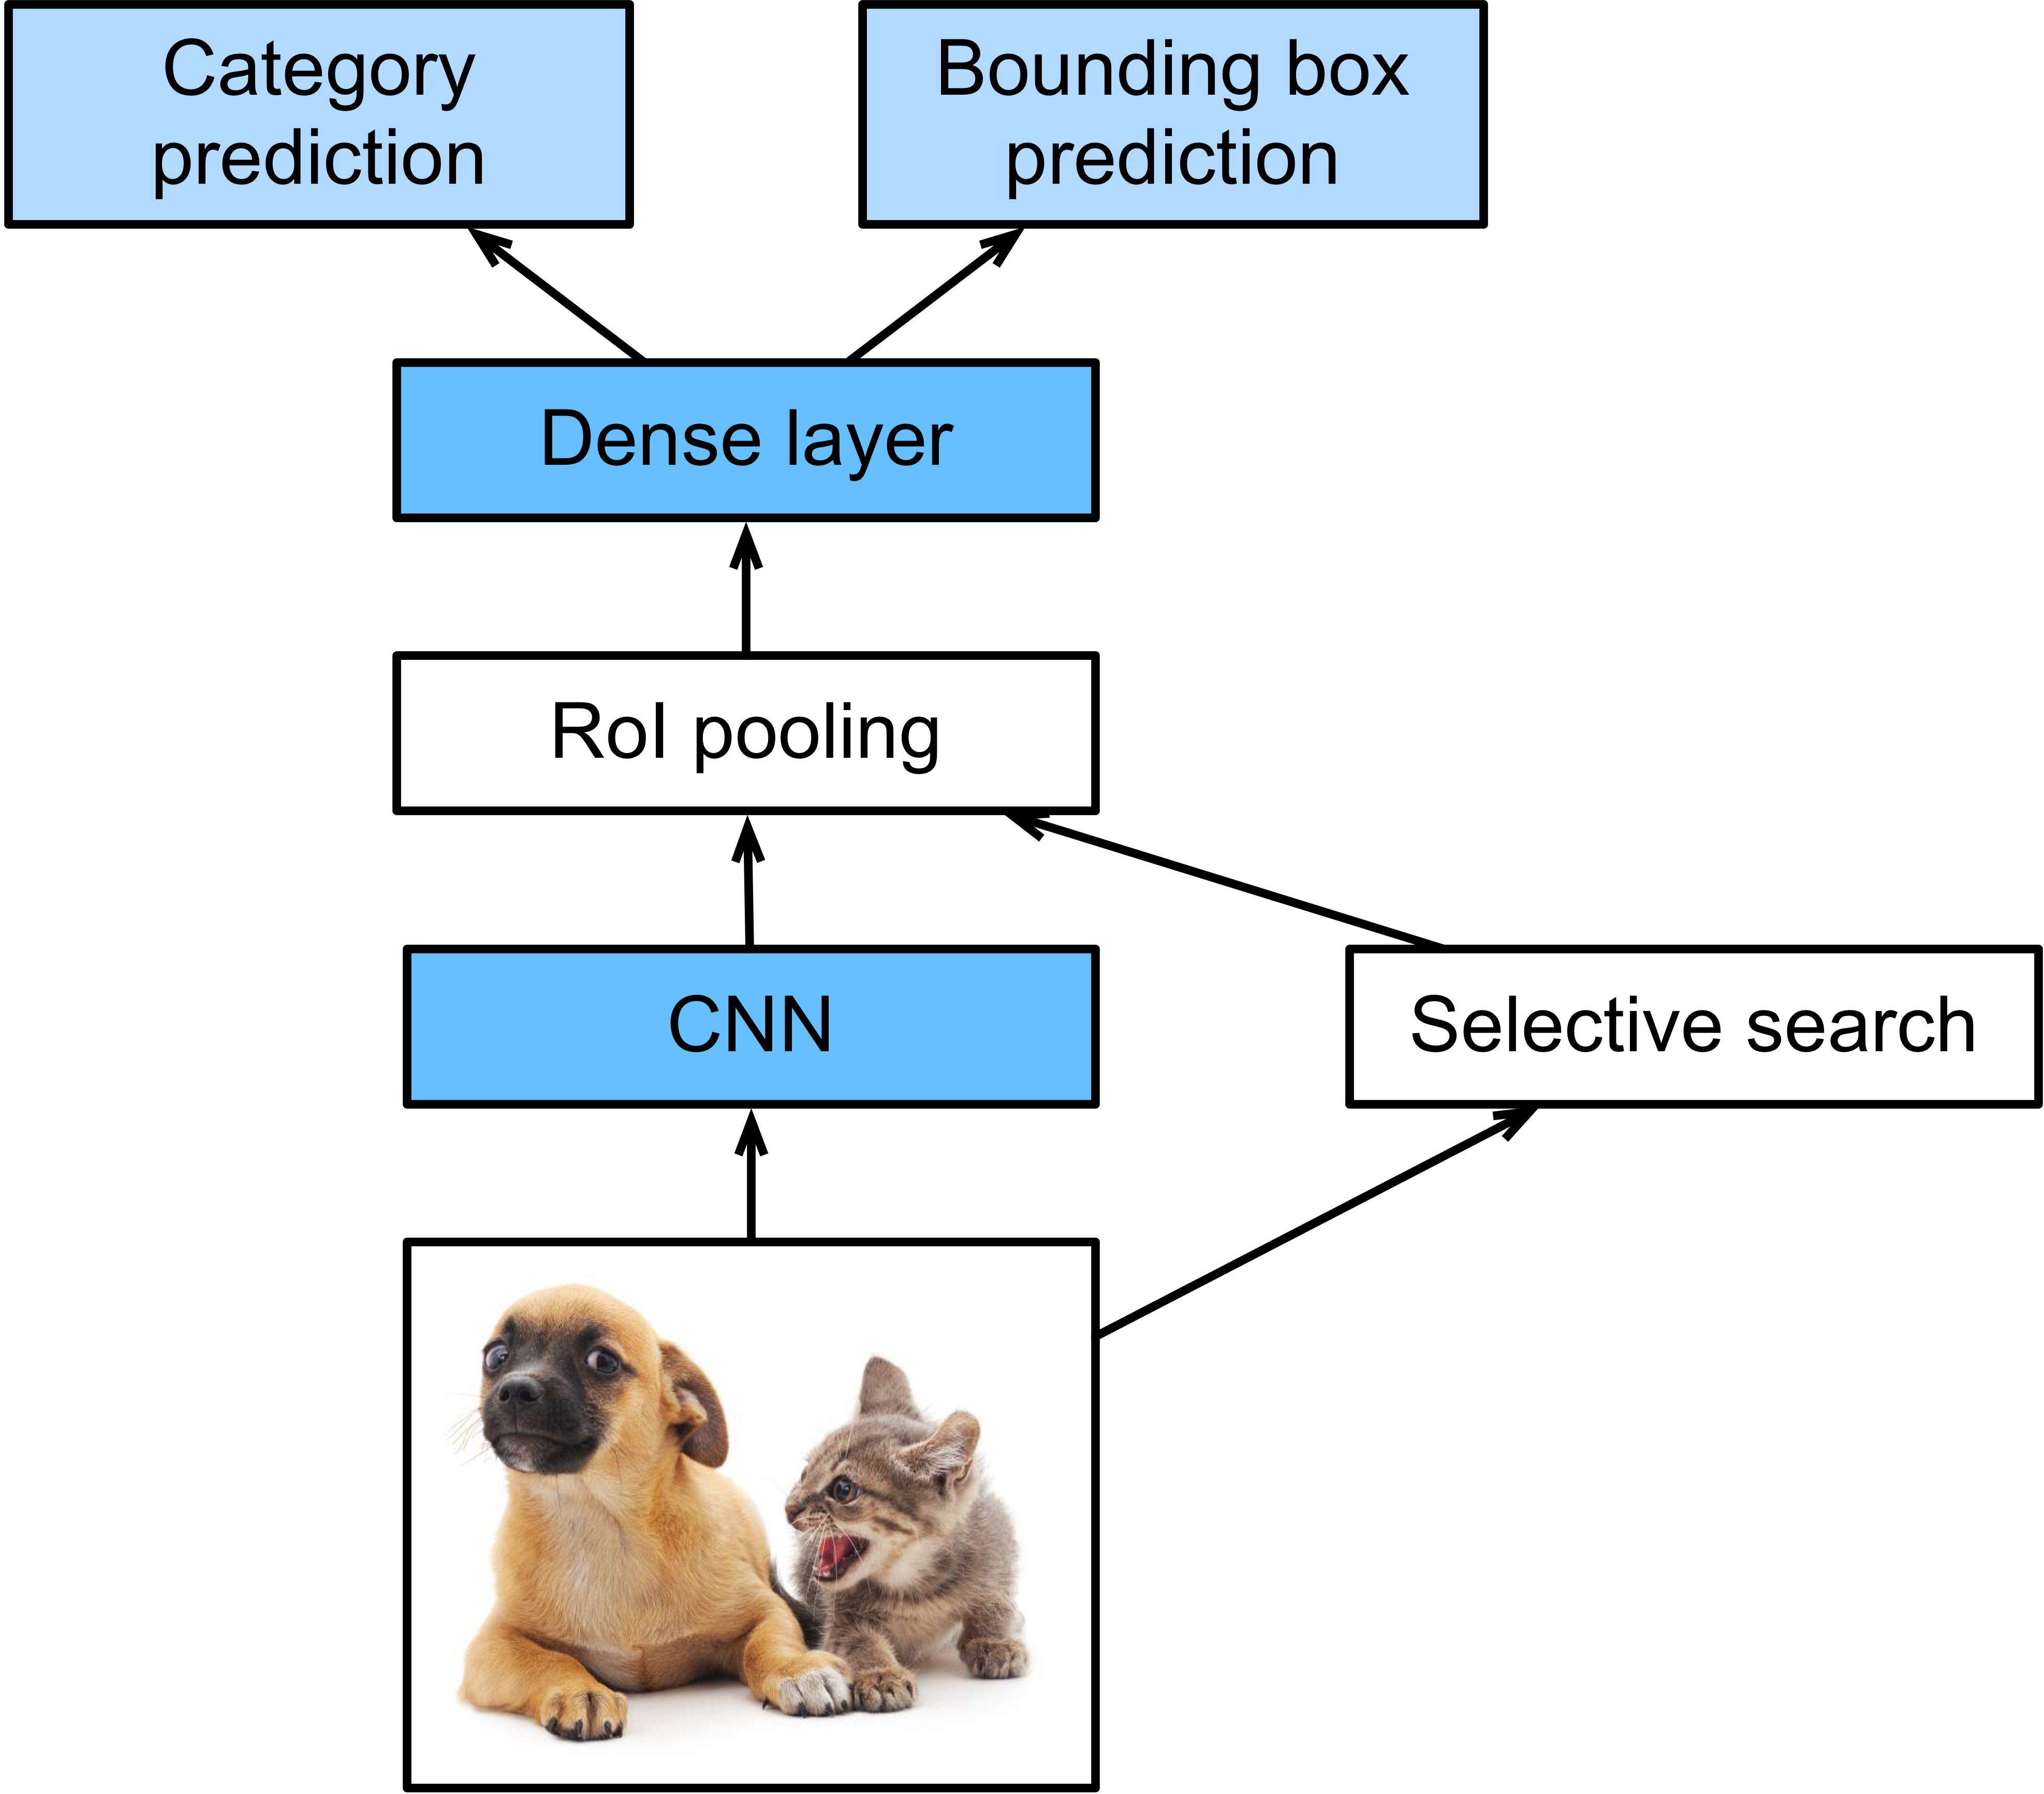 Category
prediction
Bounding box
prediction
Dense layer
RoI pooling
CNN
Selective search